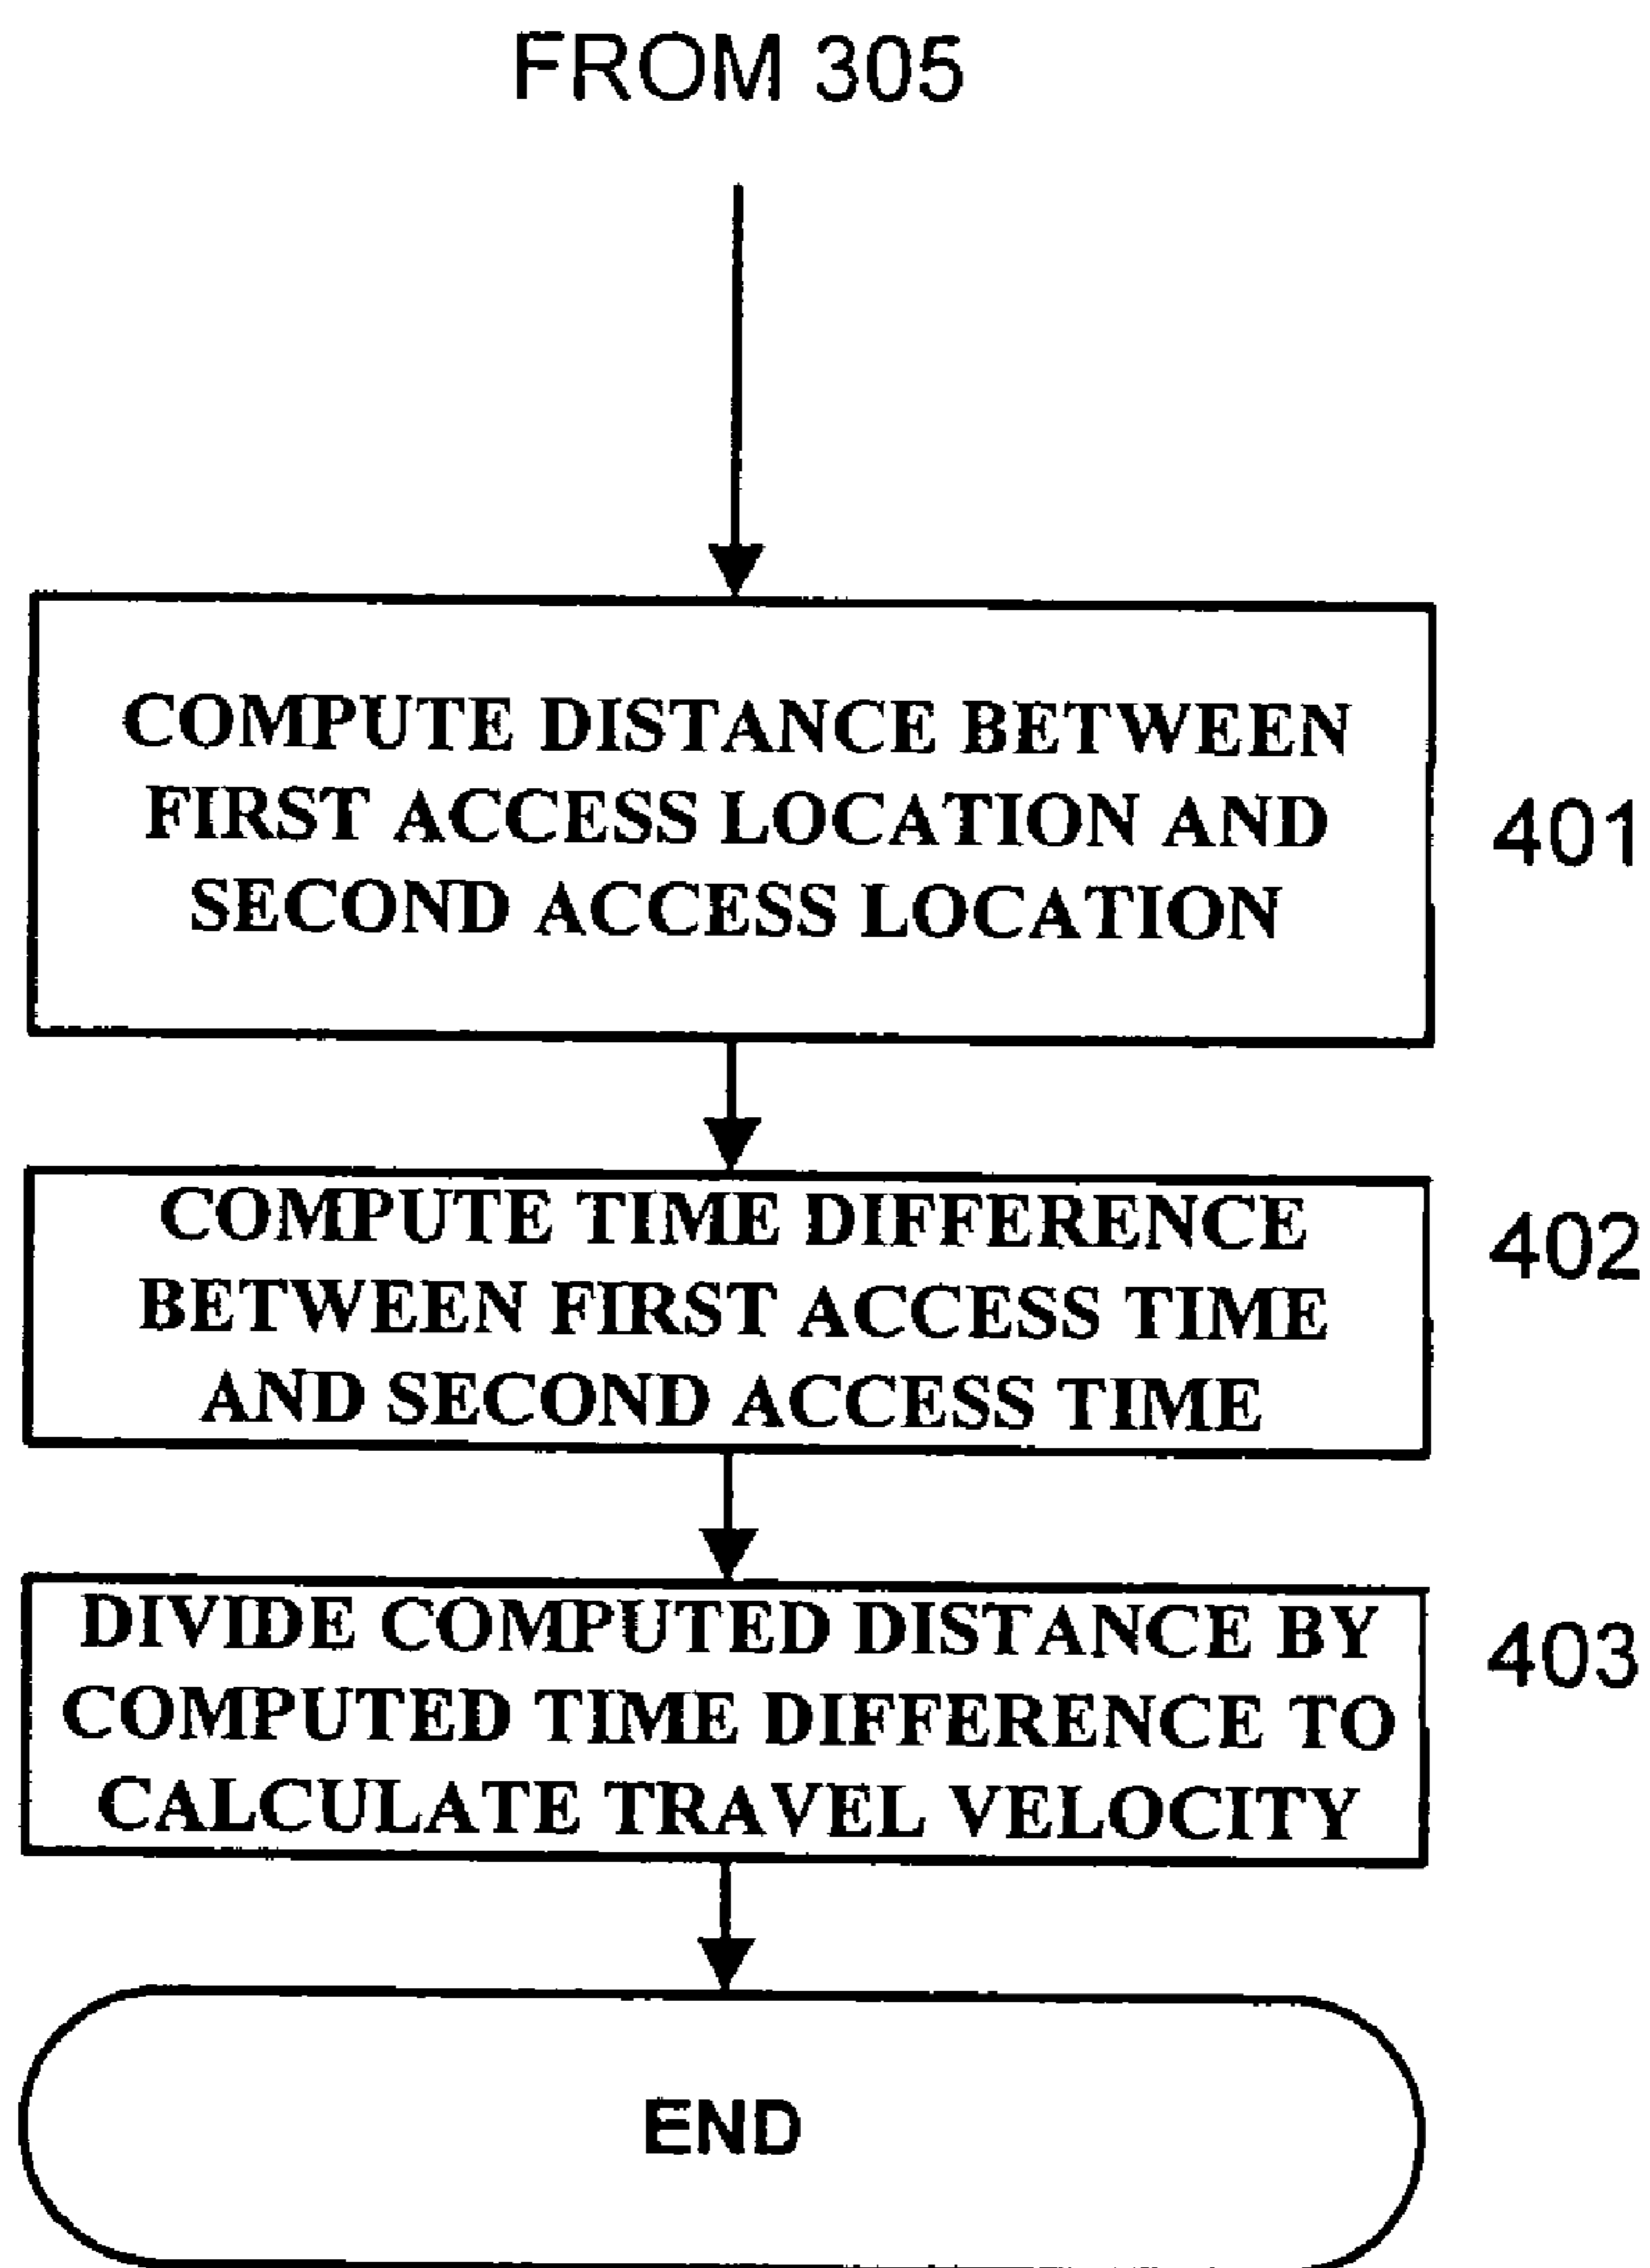 FROM 305
COMPUTE DISTANCE BETWEEN
FIRST ACCESS LOCATION AND
SECOND ACCESS LOCATION
401
COMPUTE TIME DIFFERENCE
BETWEEN FIRST ACCESS TIME
AND SECOND ACCESS TIME
402
DIVIDE COMPUTED DISTANCE BY
COMPUTED TIME DIFFERENCE TO
CALCULATE TRAVEL VELOCITY
403
END